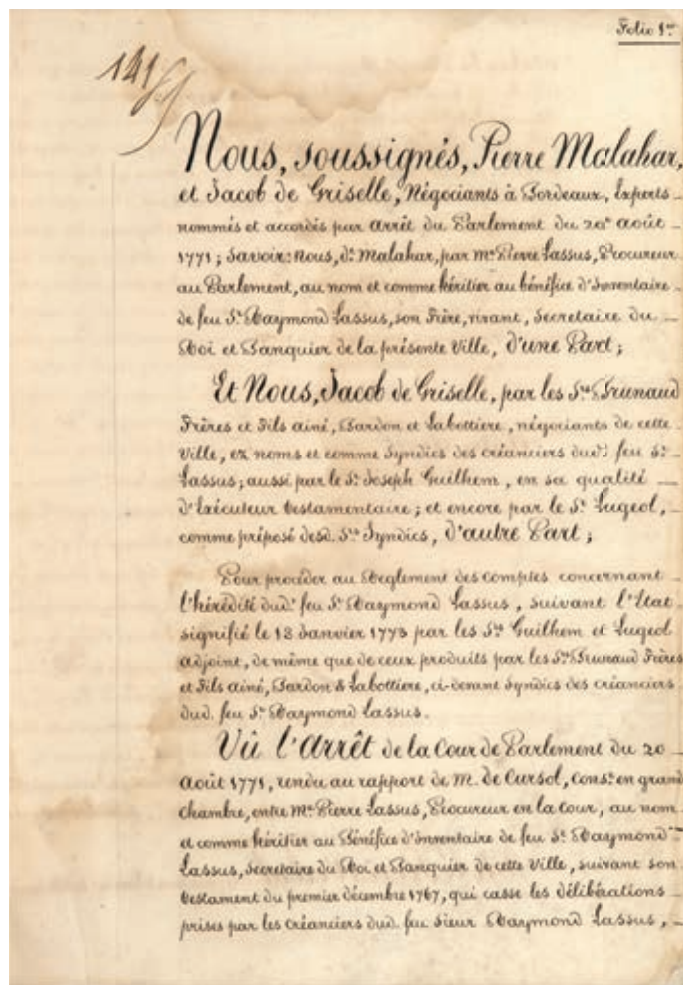 Folio 1er
141
Nous, soussignés, Pierre Malahar,
et Jacob de Griselle, Négociants à Bordeaux, Experts
nommés et accordés par Arrêt du Parlement du 20e Août
1771; Savoir: Nous, d. Malahar, par me Pierre Lassus, Procureur
au Parlement, au nom et comme héritier au bénéfice d'Inventaire
de feu Sr Raymond Lassus, son Frère, vivant, Secretaire du
Roi et Banquier de la présente Ville, d'une Part;
Et Nous, Jacob de Griselle, par les Srs Brunaud
Frères et Fils ainé, Bardon et Labottiere, négociants de cette
Ville, ez noms et comme Syndics des créanciers dud. feu Sr
Lassus; aussi par le Sr Joseph Guilhem, en sa qualité
d'Exécuteur testamentaire; et encore par le Sr Lugeol,
comme préposé desd. Srs Syndics, d'autre Part;
Pour procéder au Reglement des comptes concernant
l'hérédité dud. feu Sr Raymond Lassus, suivant l'Etat
signifié le 18 Janvier 1773 par les Srs Guilhem et Lugeol
adjoint, de même que de ceux produits par les Srs Brunaud Frères
et Fils ainé, Bardon & Labottiere, ci-devant Syndics des créanciers
dud. feu Sr Raymond Lassus.
Vû l'Arrêt de la Cour de Parlement du 20
Août 1771, rendu au rapport de M. de Cursol, Conser en grand
Chambre, entre Me Pierre Lassus, Procureur en la Cour, au nom
et comme héritier au Bénéfice d'Inventaire de feu Sr Raymond
Lassus, Secretaire du Roi et Banquier de cette Ville, suivant son
testament du premier décembre 1767, qui casse les délibérations
prises par les Créanciers dud. feu Sieur Raymond Lassus,